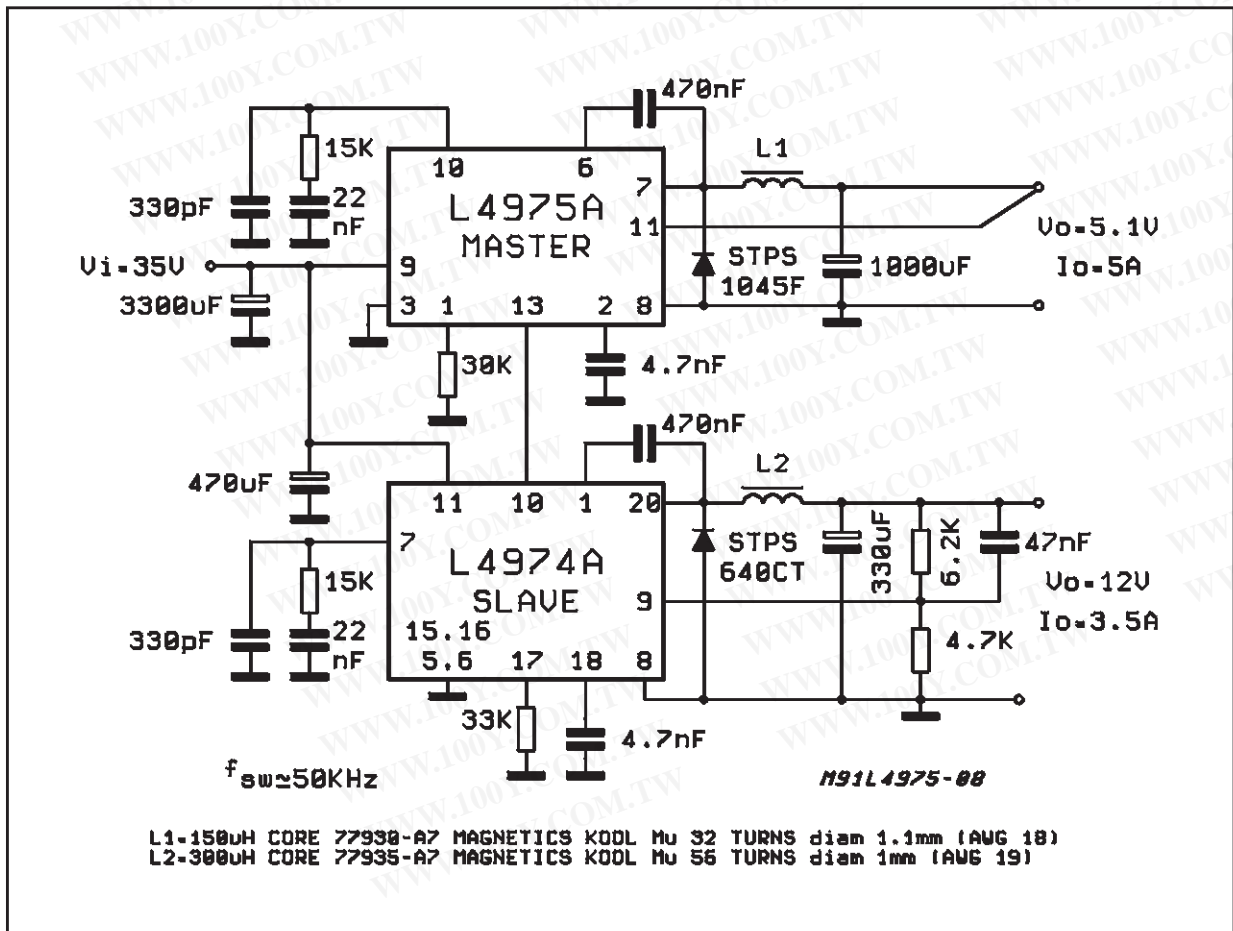 470nF
15K
10
6
L1
7
330pF
22
nF
L4975A
MASTER
11
Vo=5.1V
Vi=35V
9
STPS
1045F
1000uF
Io=5A
3300uF
3
1
13
2
8
30K
4.7nF
470nF
L2
470uF
11
10
1
20
7
L4974A
SLAVE
STPS
640CT
330uF
6.2K
47nF
15K
9
Vo=12V
Io=3.5A
330pF
22
nF
15.16
5.6
17
18
8
4.7K
33K
4.7nF
fsw≃50KHz
M91L4975-08
L1=150uH CORE 77930-A7 MAGNETICS KOOL Mu 32 TURNS diam 1.1mm (AWG 18)
L2=300uH CORE 77935-A7 MAGNETICS KOOL Mu 56 TURNS diam 1mm (AWG 19)
WWW.100Y.COM.TW